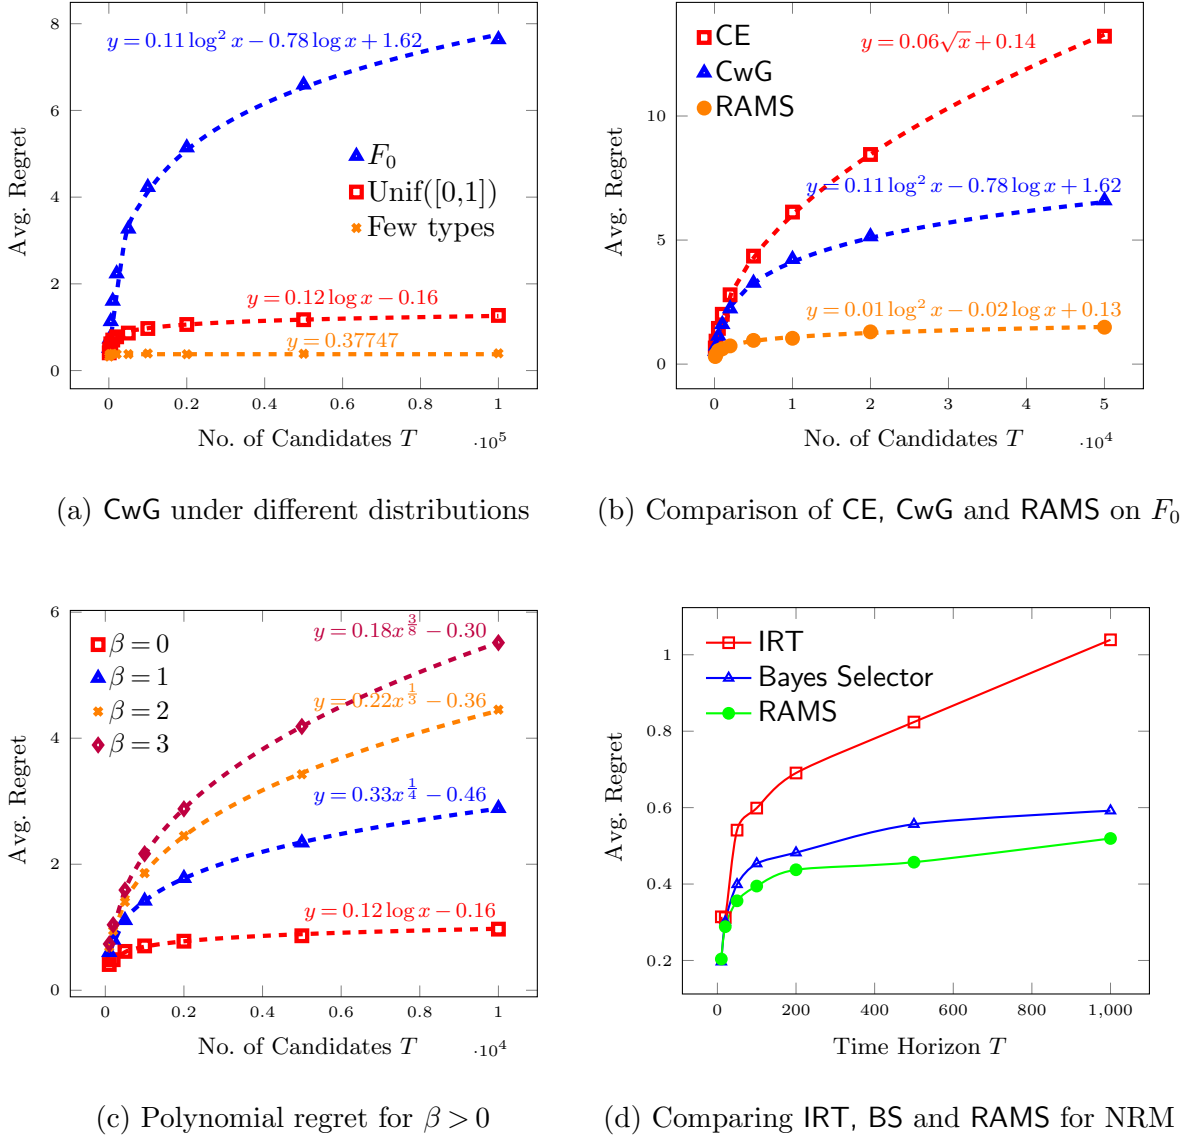 y = 0.11 log² x − 0.78 log x + 1.62
F₀
Unif([0,1])
Few types
y = 0.12 log x − 0.16
y = 0.37747
Avg. Regret
0
2
4
6
8
0
0.2
0.4
0.6
0.8
1
No. of Candidates T
·10⁵
(a) CwG under different distributions
CE
CwG
RAMS
y = 0.06√x + 0.14
y = 0.11 log² x − 0.78 log x + 1.62
y = 0.01 log² x − 0.02 log x + 0.13
Avg. Regret
0
5
10
0
1
2
3
4
5
No. of Candidates T
·10⁴
(b) Comparison of CE, CwG and RAMS on F₀
β = 0
β = 1
β = 2
β = 3
y = 0.18x^{3/8} − 0.30
y = 0.22x^{1/3} − 0.36
y = 0.33x^{1/4} − 0.46
y = 0.12 log x − 0.16
Avg. Regret
0
2
4
6
0
0.2
0.4
0.6
0.8
1
No. of Candidates T
·10⁴
(c) Polynomial regret for β > 0
IRT
Bayes Selector
RAMS
Avg. Regret
0.2
0.4
0.6
0.8
1
0
200
400
600
800
1,000
Time Horizon T
(d) Comparing IRT, BS and RAMS for NRM